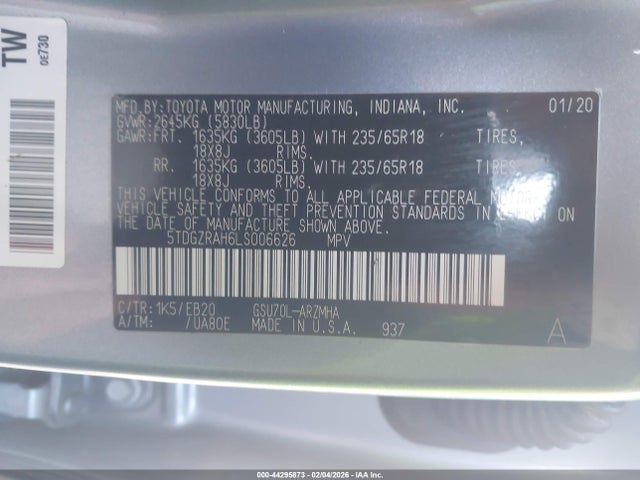 TW
0E730
MFD.BY:TOYOTA MOTOR MANUFACTURING, INDIANA, INC. 01/20
GVWR:2645KG (5830LB)
GAWR:FRT. 1635KG (3605LB) WITH 235/65R18 TIRES,
18X8J RIMS.
RR. 1635KG (3605LB) WITH 235/65R18 TIRES,
18X8J RIMS.
THIS VEHICLE CONFORMS TO ALL APPLICABLE FEDERAL MOTOR
VEHICLE SAFETY AND THEFT PREVENTION STANDARDS IN EFFECT ON
THE DATE OF MANUFACTURE SHOWN ABOVE.
5TDGZRAH6LS006626 MPV
C/TR:1K5/EB20 GSU70L-ARZMHA
A/TM: /UA80E MADE IN U.S.A. 937 A
000-44295873 - 02/04/2026 - IAA Inc.